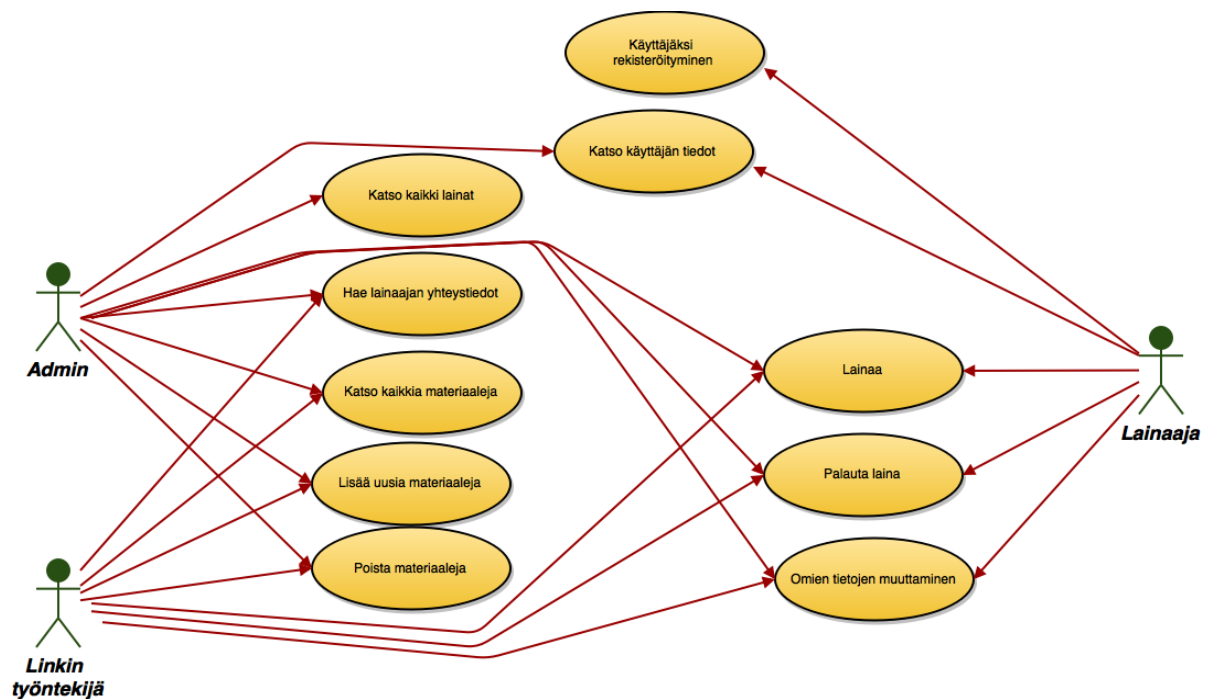 Käyttäjäksi
rekisteröityminen
Katso käyttäjän tiedot
Katso kaikki lainat
Hae lainaajan yhteystiedot
Admin
Lainaa
Katso kaikkia materiaaleja
Lainaaja
Lisää uusia materiaaleja
Palauta laina
Poista materiaaleja
Omien tietojen muuttaminen
Linkin
työntekijä